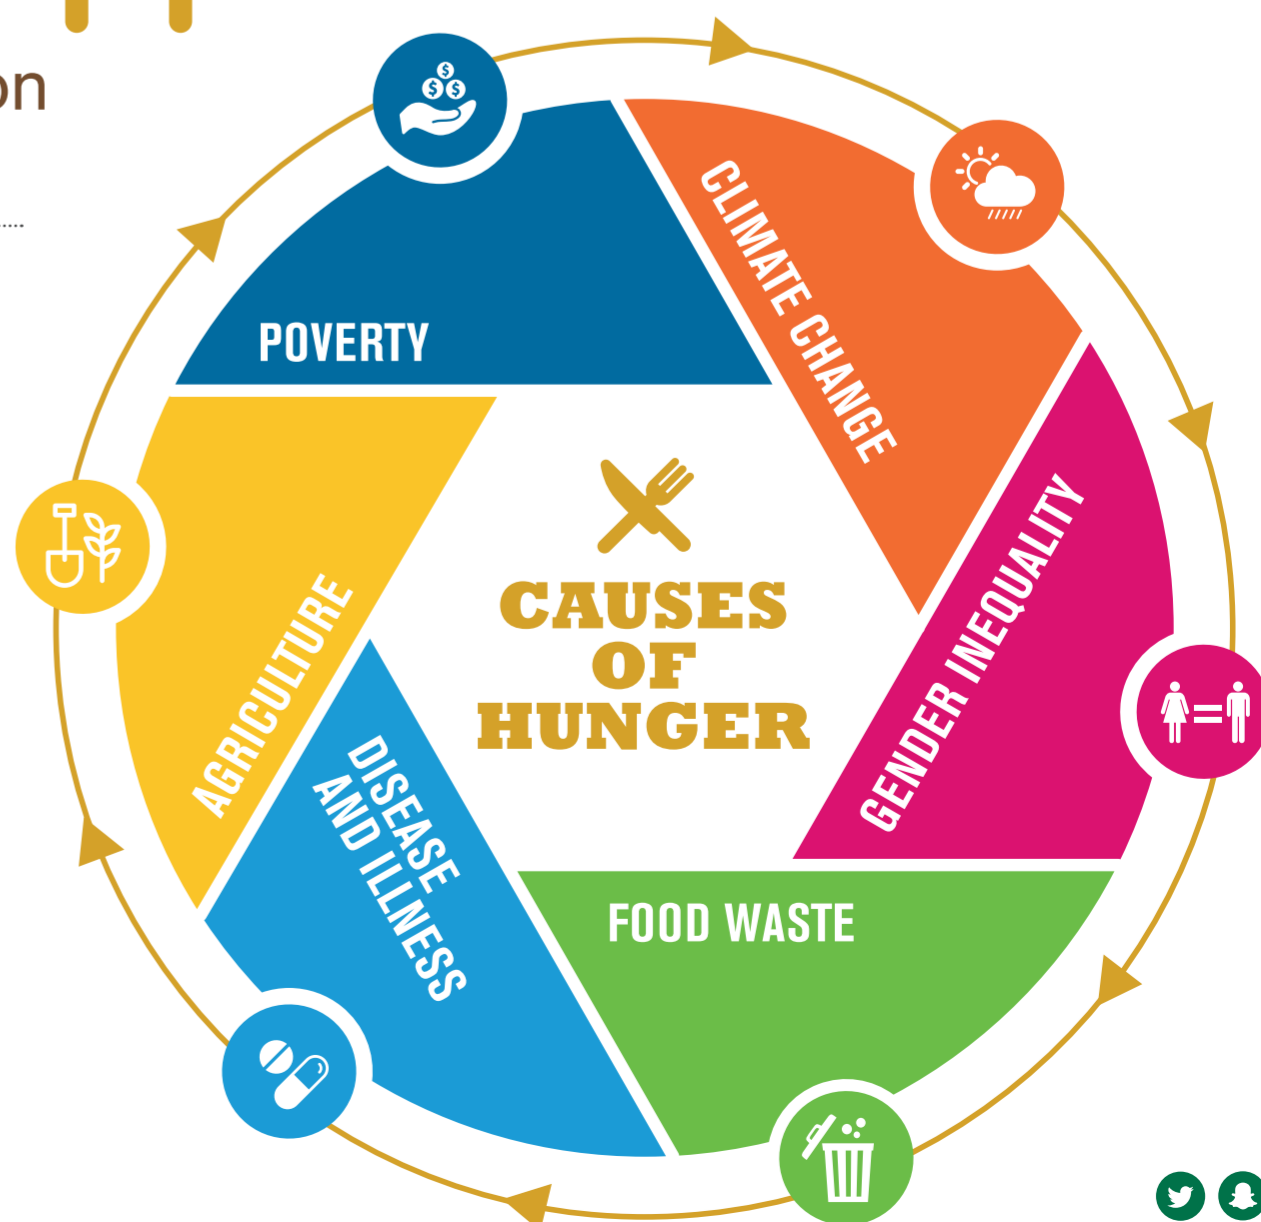 on
POVERTY
CLIMATE CHANGE
GENDER INEQUALITY
FOOD WASTE
DISEASE
AND ILLNESS
AGRICULTURE
CAUSES
OF
HUNGER